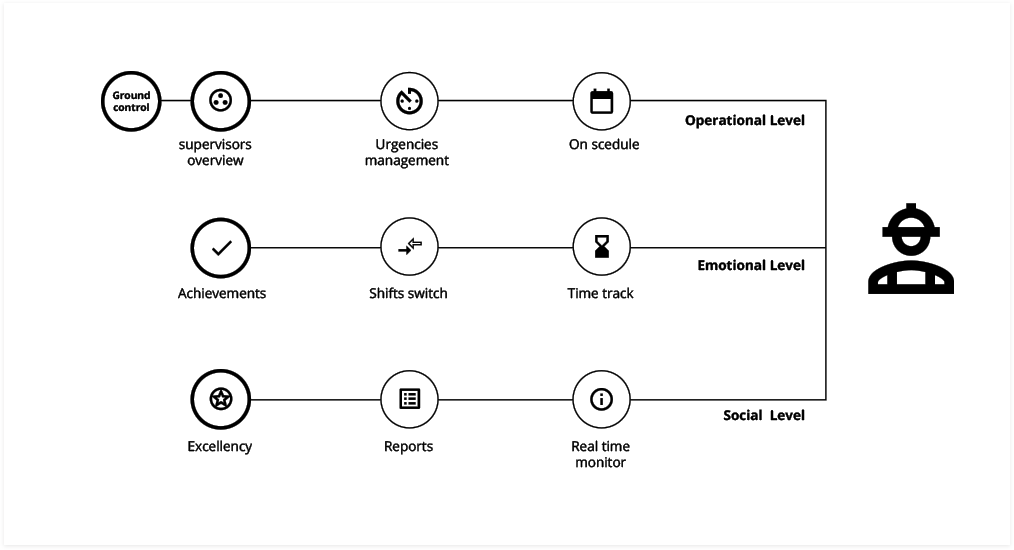 Ground
control
supervisors
overview
Urgencies
management
On scedule
Operational Level
Achievements
Shifts switch
Time track
Emotional Level
Excellency
Reports
Real time
monitor
Social Level